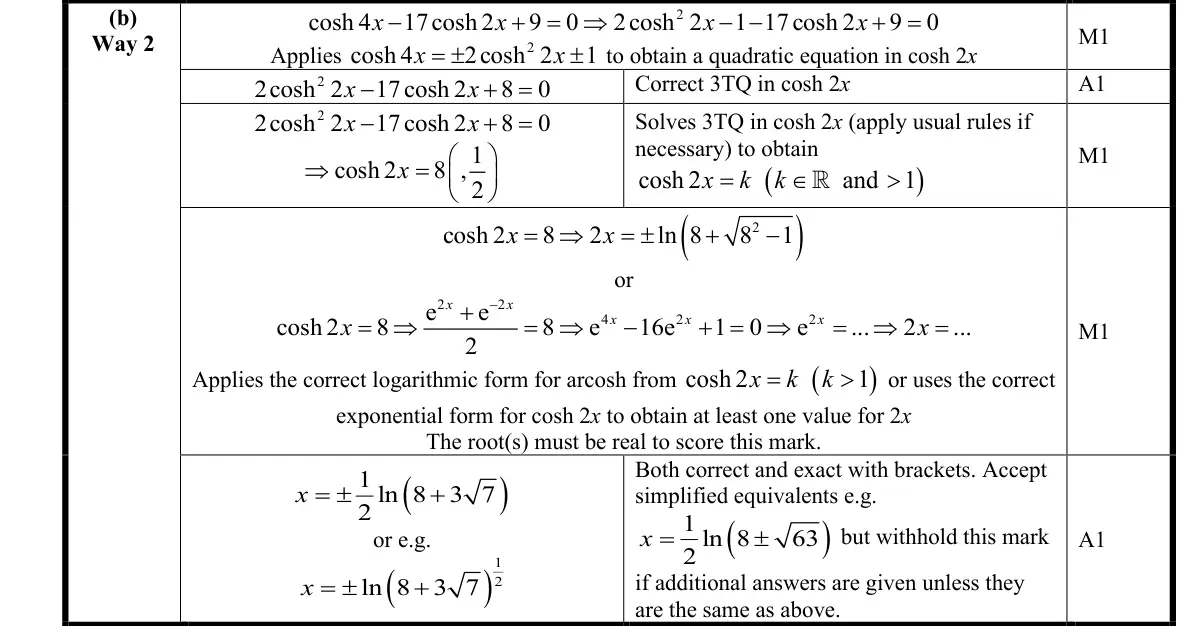 (b)
Way 2
cosh 4x − 17 cosh 2x + 9 = 0 ⇒ 2 cosh² 2x − 1 − 17 cosh 2x + 9 = 0
Applies cosh 4x = ±2 cosh² 2x ± 1 to obtain a quadratic equation in cosh 2x
M1
2 cosh² 2x − 17 cosh 2x + 8 = 0
Correct 3TQ in cosh 2x
A1
2 cosh² 2x − 17 cosh 2x + 8 = 0
⇒ cosh 2x = 8(, 1/2)
Solves 3TQ in cosh 2x (apply usual rules if
necessary) to obtain
cosh 2x = k (k ∈ ℝ and > 1)
M1
cosh 2x = 8 ⇒ 2x = ±ln(8 + √(8² − 1))
or
cosh 2x = 8 ⇒ (e²ˣ + e⁻²ˣ)/2 = 8 ⇒ e⁴ˣ − 16e²ˣ + 1 = 0 ⇒ e²ˣ = ... ⇒ 2x = ...
Applies the correct logarithmic form for arcosh from cosh 2x = k (k > 1) or uses the correct
exponential form for cosh 2x to obtain at least one value for 2x
The root(s) must be real to score this mark.
M1
x = ±1/2 ln(8 + 3√7)
or e.g.
x = ±ln(8 + 3√7)^(1/2)
Both correct and exact with brackets. Accept
simplified equivalents e.g.
x = 1/2 ln(8 ± √63) but withhold this mark
if additional answers are given unless they
are the same as above.
A1